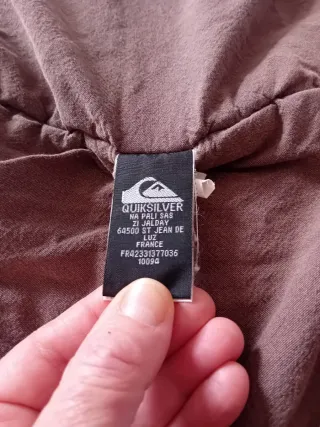 QUIKSILVER
NA PALI SAS
ZI JALDAY
64500 ST JEAN DE
LUZ
FRANCE
FR42331377036
1009G